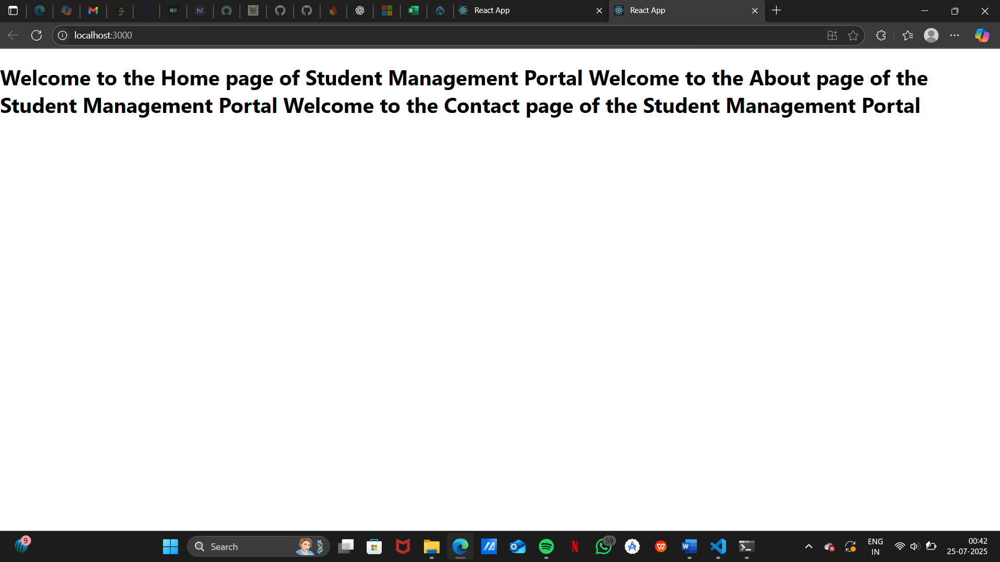 React App
React App
localhost:3000
Welcome to the Home page of Student Management Portal Welcome to the About page of the
Student Management Portal Welcome to the Contact page of the Student Management Portal
9
Search
59
ENG
IN
00:42
25-07-2025